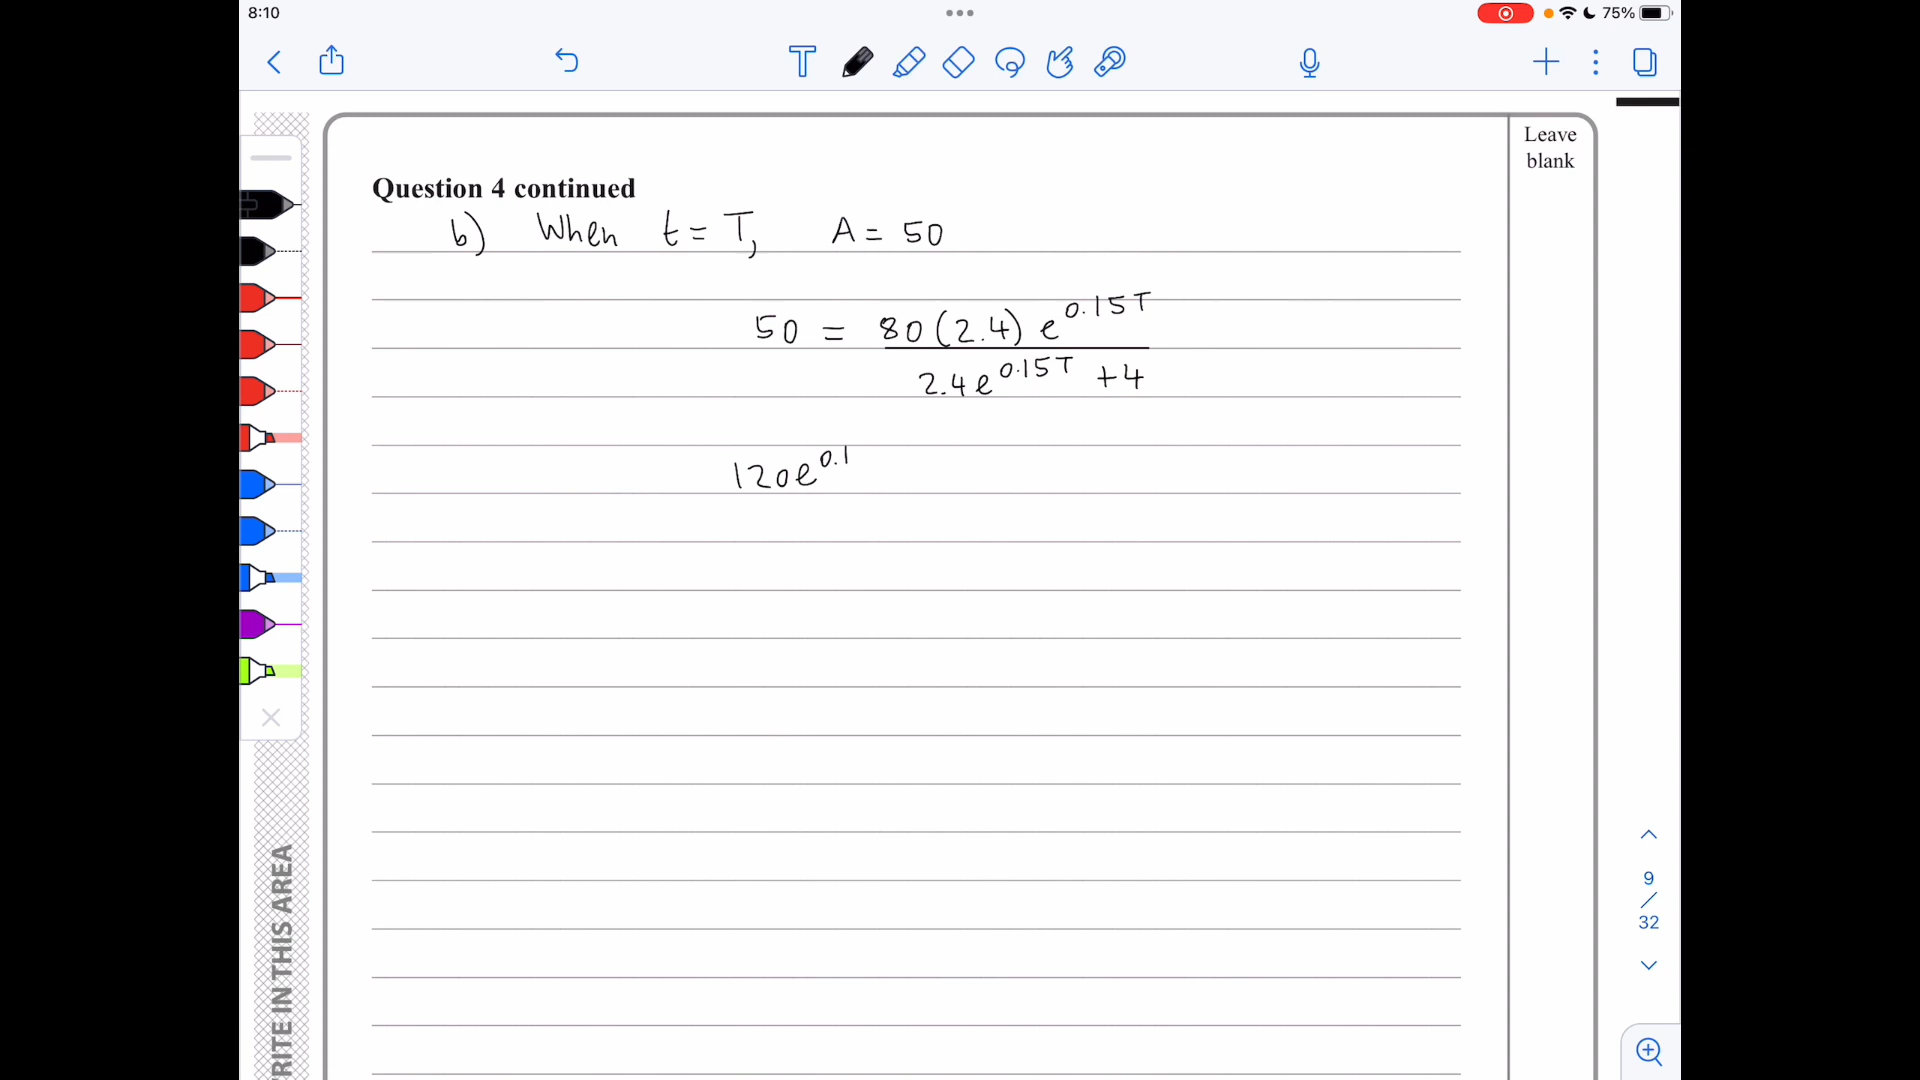 8:10
75%
T
Leave
blank
Question 4 continued
b) When t = T, A = 50
50 = 80(2.4) e^0.15T
2.4e^0.15T + 4
120e^0.1
9
/
32
RITE IN THIS AREA